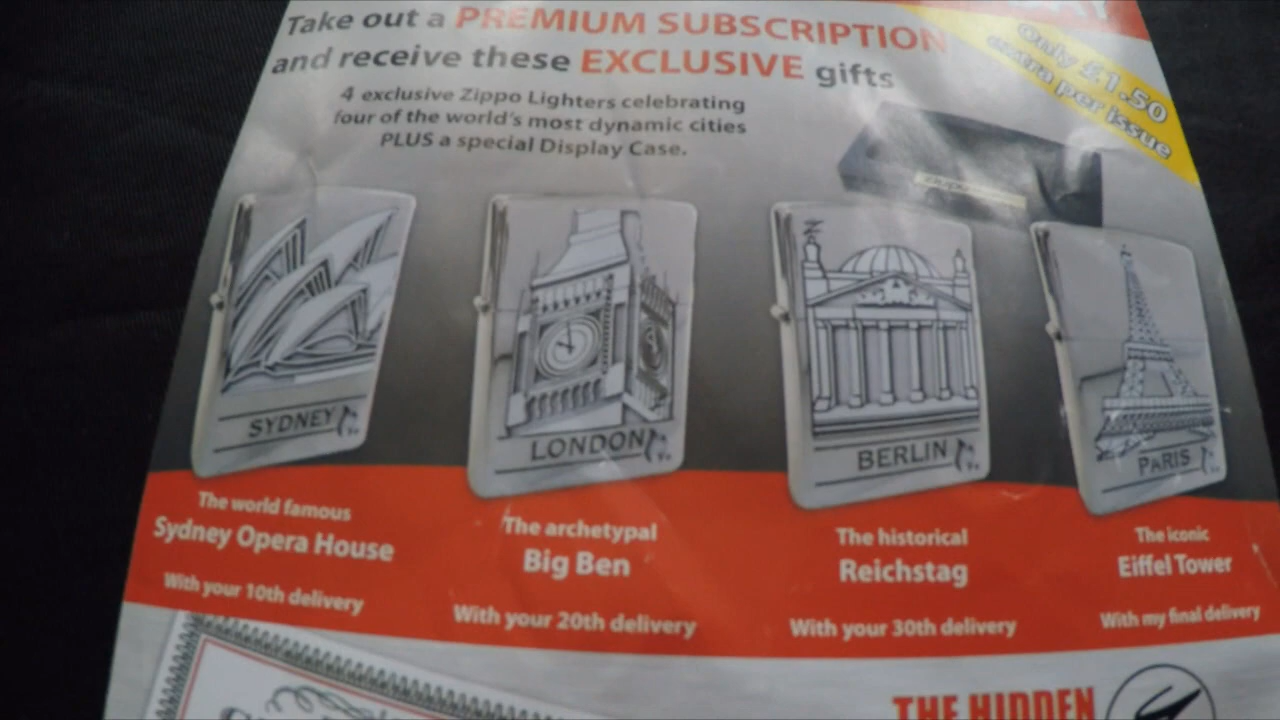 Take out a PREMIUM SUBSCRIPTION
and receive these EXCLUSIVE gifts
Only £1.50
extra per issue
4 exclusive Zippo Lighters celebrating
four of the world's most dynamic cities
PLUS a special Display Case.
SYDNEY
LONDON
BERLIN
PARIS
The world famous
Sydney Opera House
With your 10th delivery
The archetypal
Big Ben
With your 20th delivery
The historical
Reichstag
With your 30th delivery
The iconic
Eiffel Tower
With my final delivery
THE HIDDEN